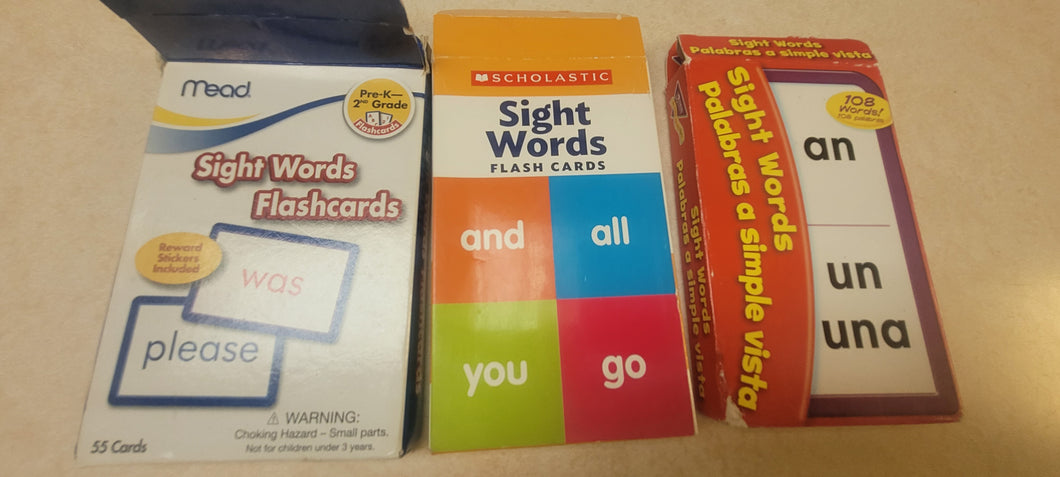 Mead
Pre-K—
2ND Grade
Flashcards
Sight Words
Flashcards
Reward
Stickers
Included
was
please
⚠ WARNING:
Choking Hazard – Small parts.
Not for children under 3 years.
55 Cards
SCHOLASTIC
Sight
Words
FLASH CARDS
and
all
you
go
Sight Words
Palabras a simple vista
Sight Words
Palabras a simple vista
Sight Words
Palabras a simple vista
108
Words!
108 palabras
an
un
una